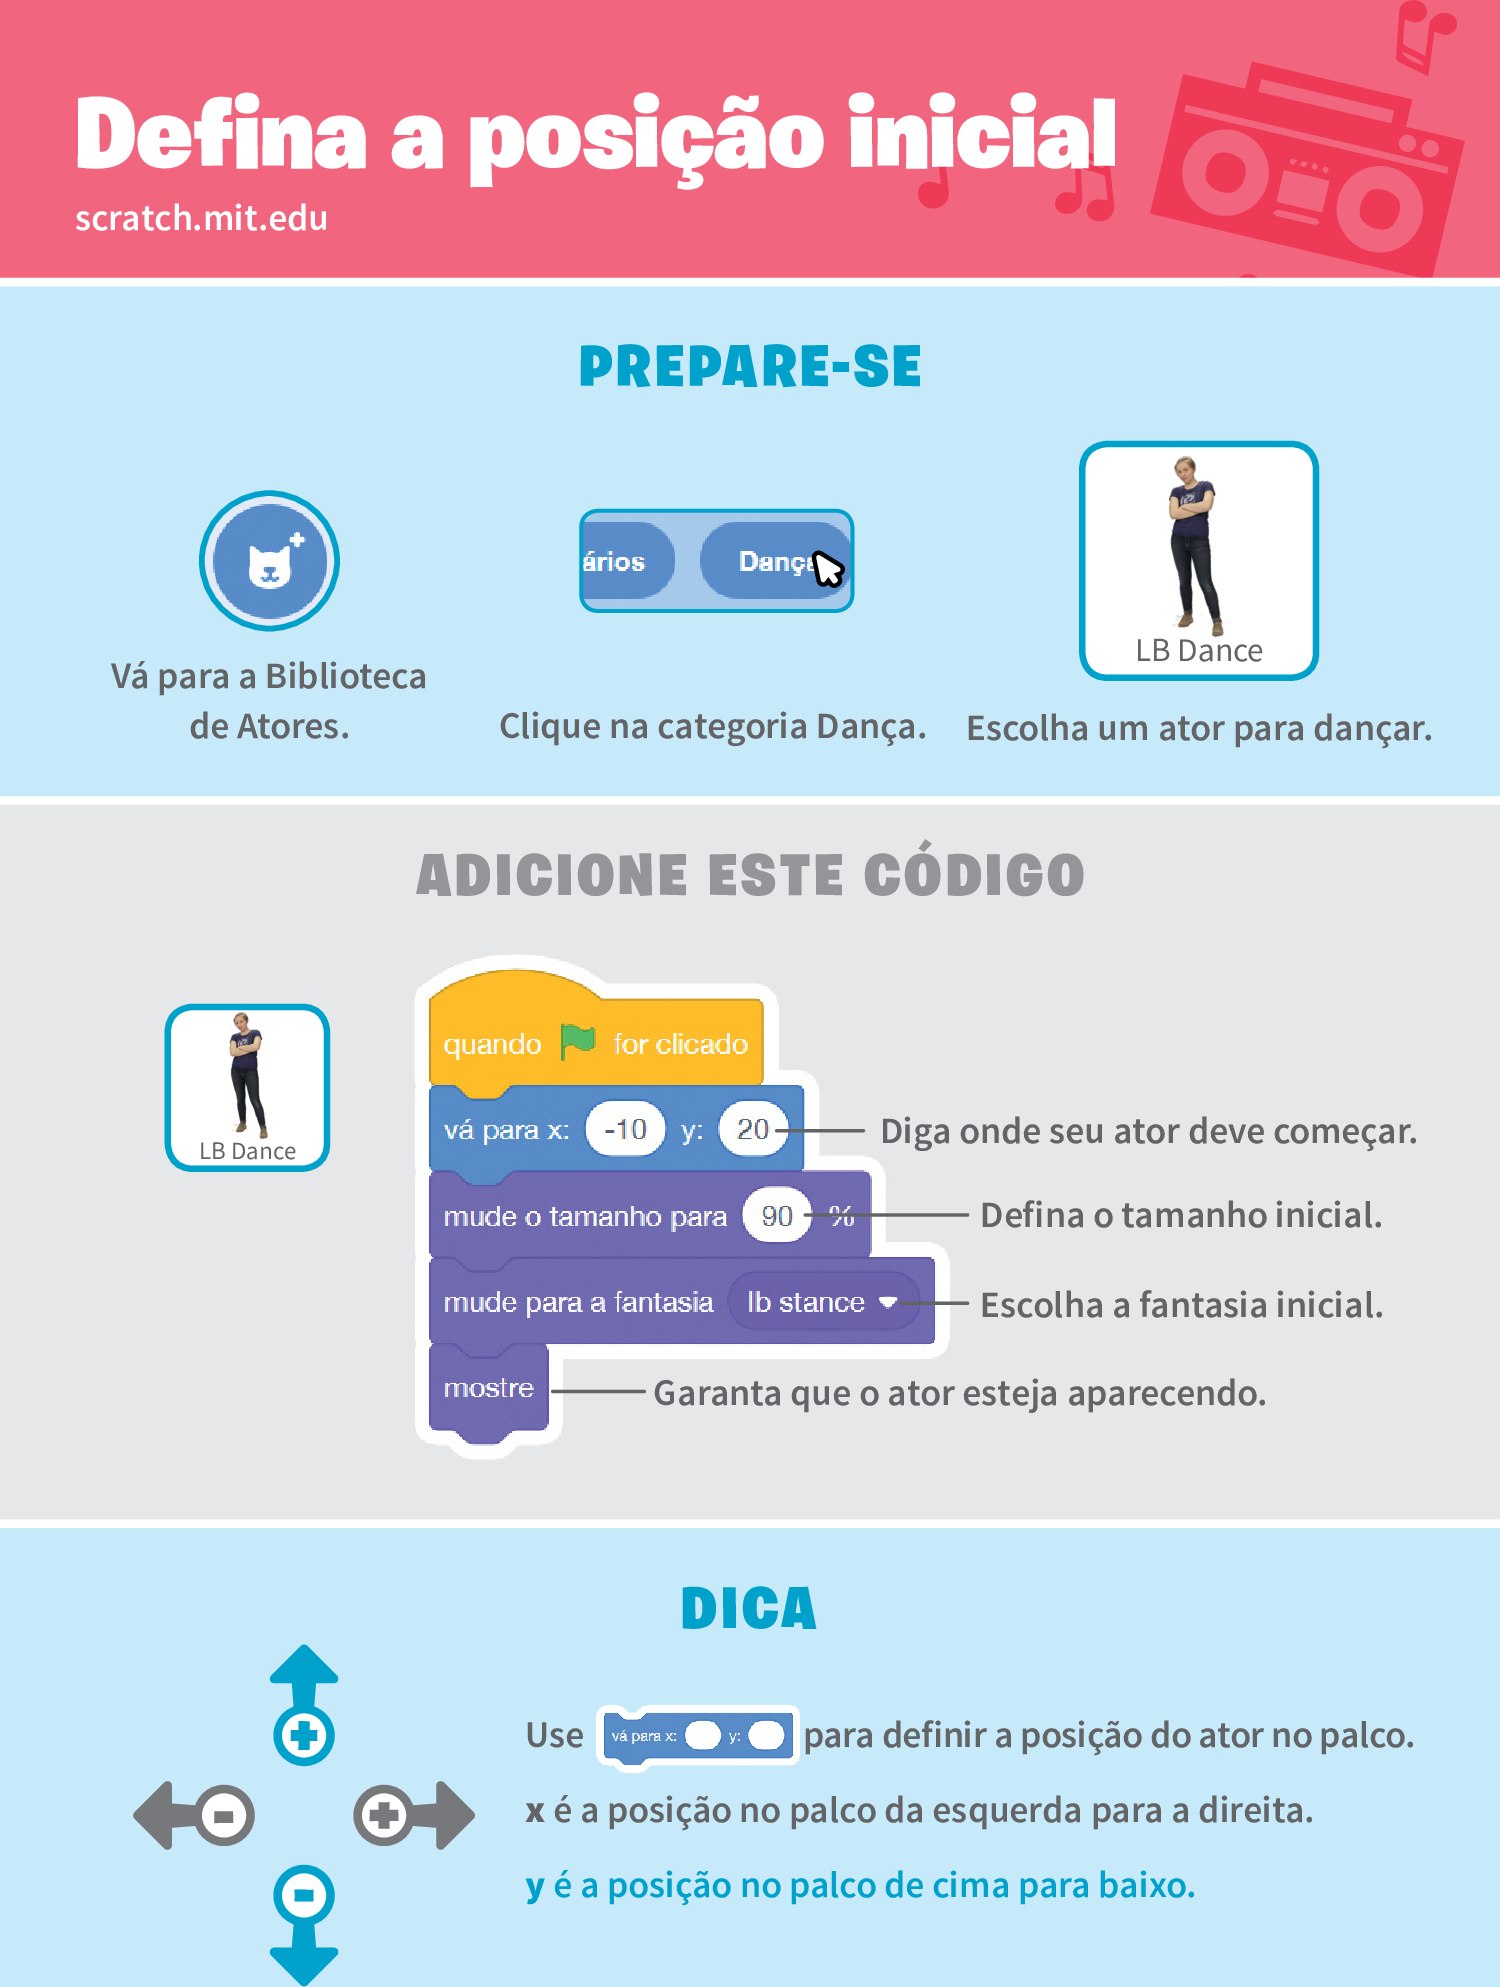 Defina a posição inicial
scratch.mit.edu
PREPARE-SE
ários
Dança
LB Dance
Vá para a Biblioteca
de Atores.
Clique na categoria Dança.
Escolha um ator para dançar.
ADICIONE ESTE CÓDIGO
LB Dance
quando for clicado
vá para x: -10 y: 20
Diga onde seu ator deve começar.
mude o tamanho para 90 %
Defina o tamanho inicial.
mude para a fantasia lb stance
Escolha a fantasia inicial.
mostre
Garanta que o ator esteja aparecendo.
DICA
Use vá para x: y: para definir a posição do ator no palco.
x é a posição no palco da esquerda para a direita.
y é a posição no palco de cima para baixo.